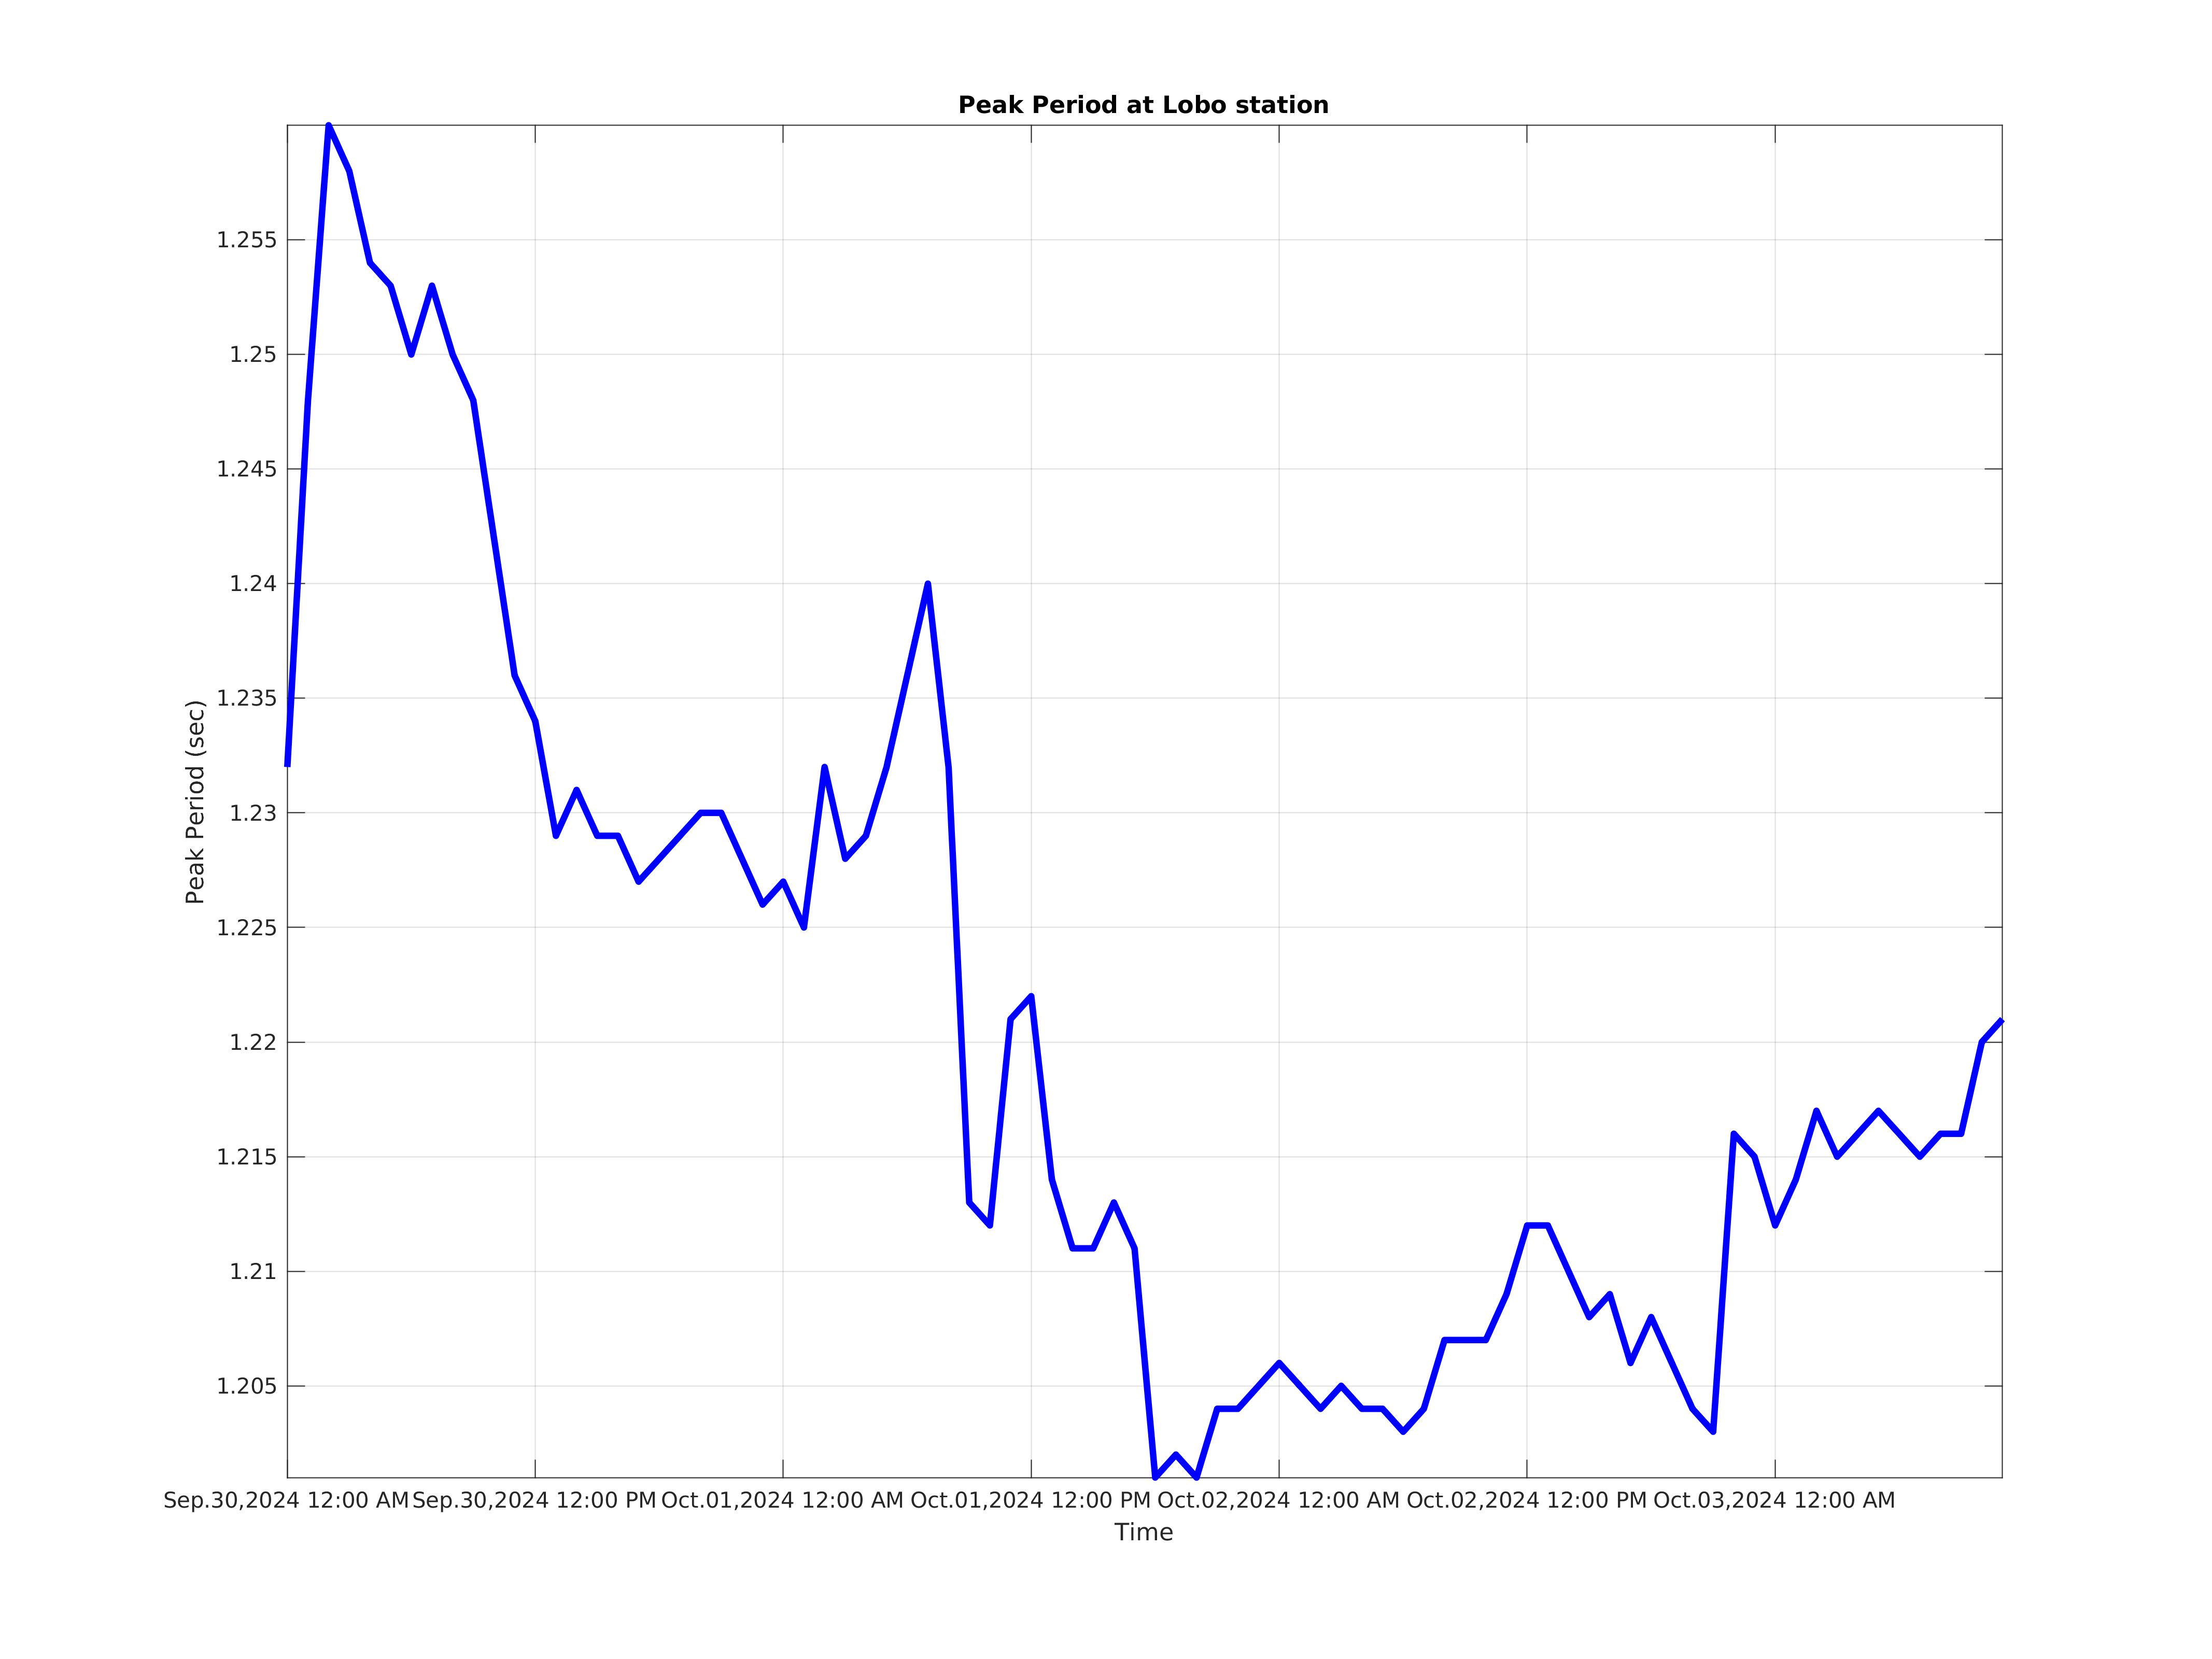 Peak Period at Lobo station
1.255
1.25
1.245
1.24
1.235
1.23
1.225
1.22
1.215
1.21
1.205
Peak Period (sec)
Sep.30,2024 12:00 AM Sep.30,2024 12:00 PM Oct.01,2024 12:00 AM Oct.01,2024 12:00 PM Oct.02,2024 12:00 AM Oct.02,2024 12:00 PM Oct.03,2024 12:00 AM
Time